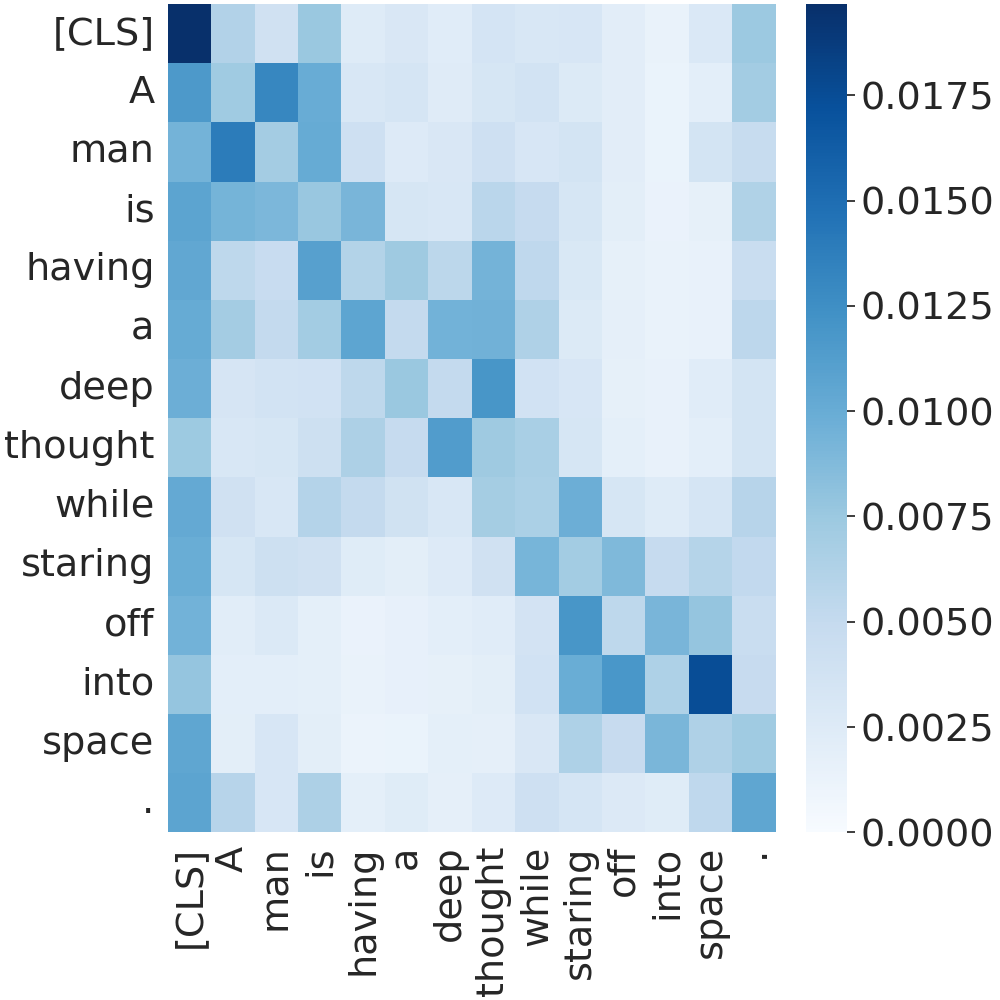 [CLS]
A
man
is
having
a
deep
thought
while
staring
off
into
space
.
[CLS]
A
man
is
having
a
deep
thought
while
staring
off
into
space
.
0.0175
0.0150
0.0125
0.0100
0.0075
0.0050
0.0025
0.0000